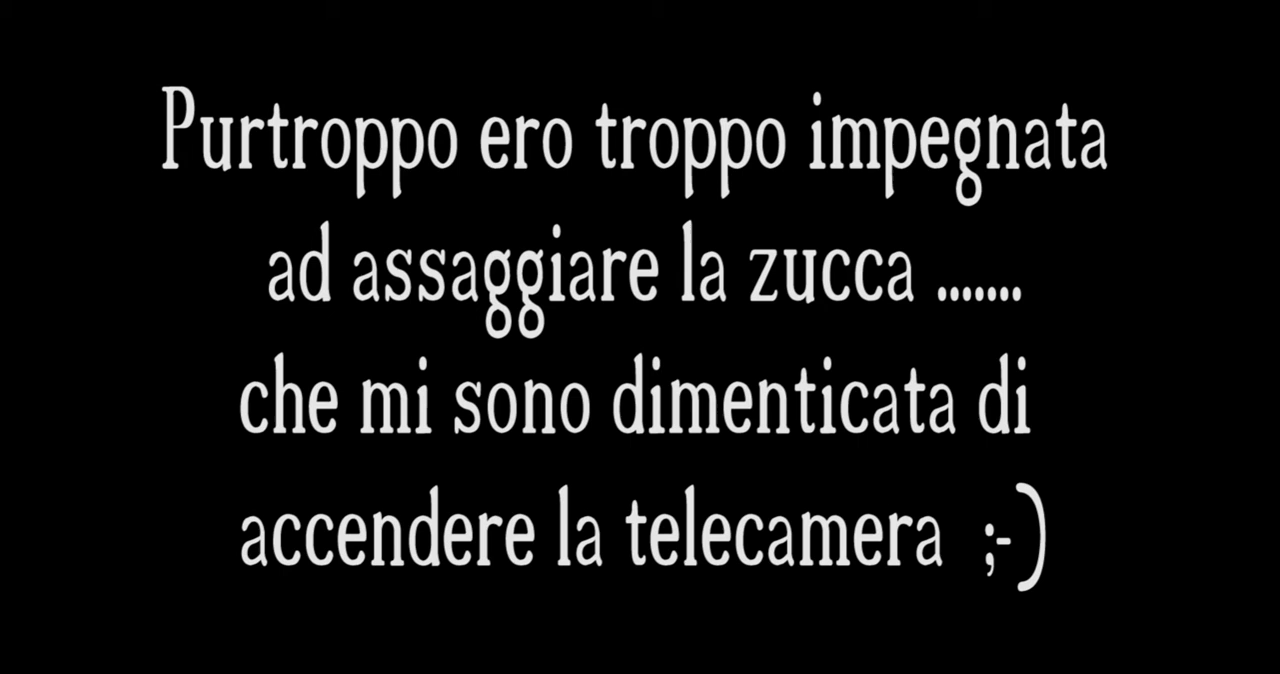 Purtroppo ero troppo impegnata
ad assaggiare la zucca .......
che mi sono dimenticata di
accendere la telecamera ;-)